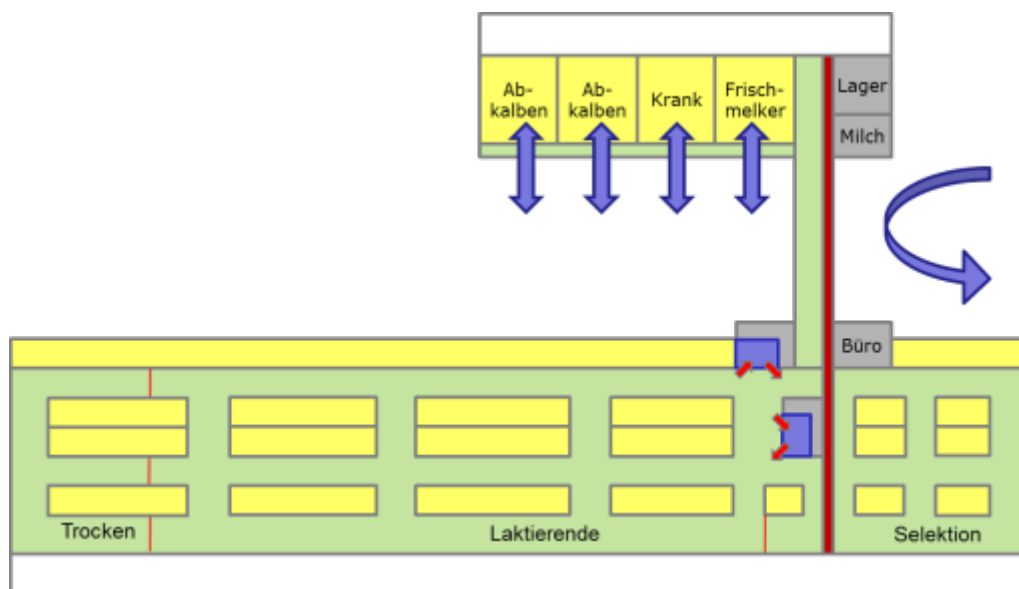 Ab-
kalben
Ab-
kalben
Krank
Frisch-
melker
Lager
Milch
Büro
Trocken
Laktierende
Selektion